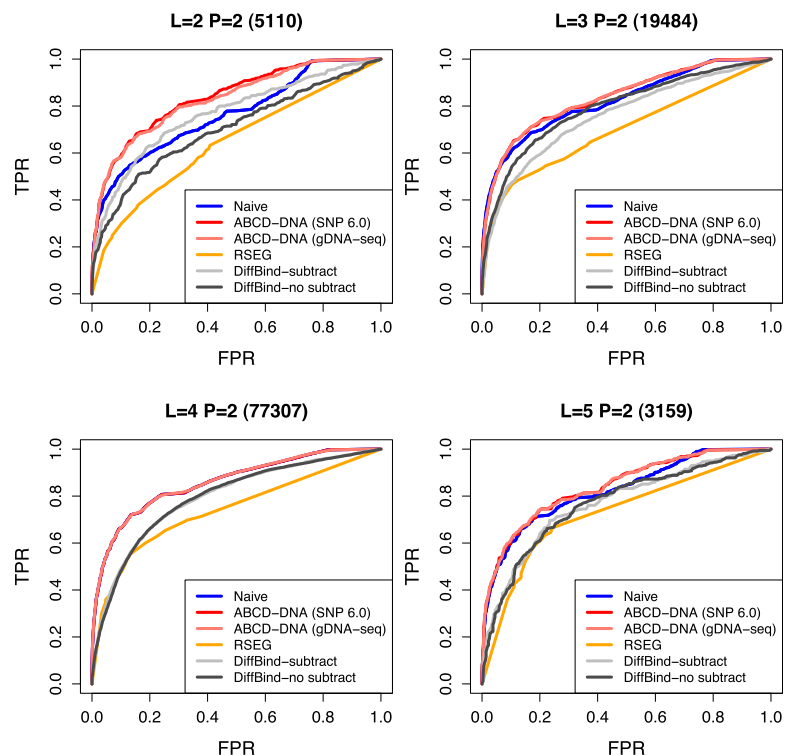 L=2 P=2 (5110)
TPR
1.0
0.8
0.6
0.4
0.2
0.0
Naive
ABCD−DNA (SNP 6.0)
ABCD−DNA (gDNA−seq)
RSEG
DiffBind−subtract
DiffBind−no subtract
0.0 0.2 0.4 0.6 0.8 1.0
FPR
L=3 P=2 (19484)
TPR
1.0
0.8
0.6
0.4
0.2
0.0
Naive
ABCD−DNA (SNP 6.0)
ABCD−DNA (gDNA−seq)
RSEG
DiffBind−subtract
DiffBind−no subtract
0.0 0.2 0.4 0.6 0.8 1.0
FPR
L=4 P=2 (77307)
TPR
1.0
0.8
0.6
0.4
0.2
0.0
Naive
ABCD−DNA (SNP 6.0)
ABCD−DNA (gDNA−seq)
RSEG
DiffBind−subtract
DiffBind−no subtract
0.0 0.2 0.4 0.6 0.8 1.0
FPR
L=5 P=2 (3159)
TPR
1.0
0.8
0.6
0.4
0.2
0.0
Naive
ABCD−DNA (SNP 6.0)
ABCD−DNA (gDNA−seq)
RSEG
DiffBind−subtract
DiffBind−no subtract
0.0 0.2 0.4 0.6 0.8 1.0
FPR